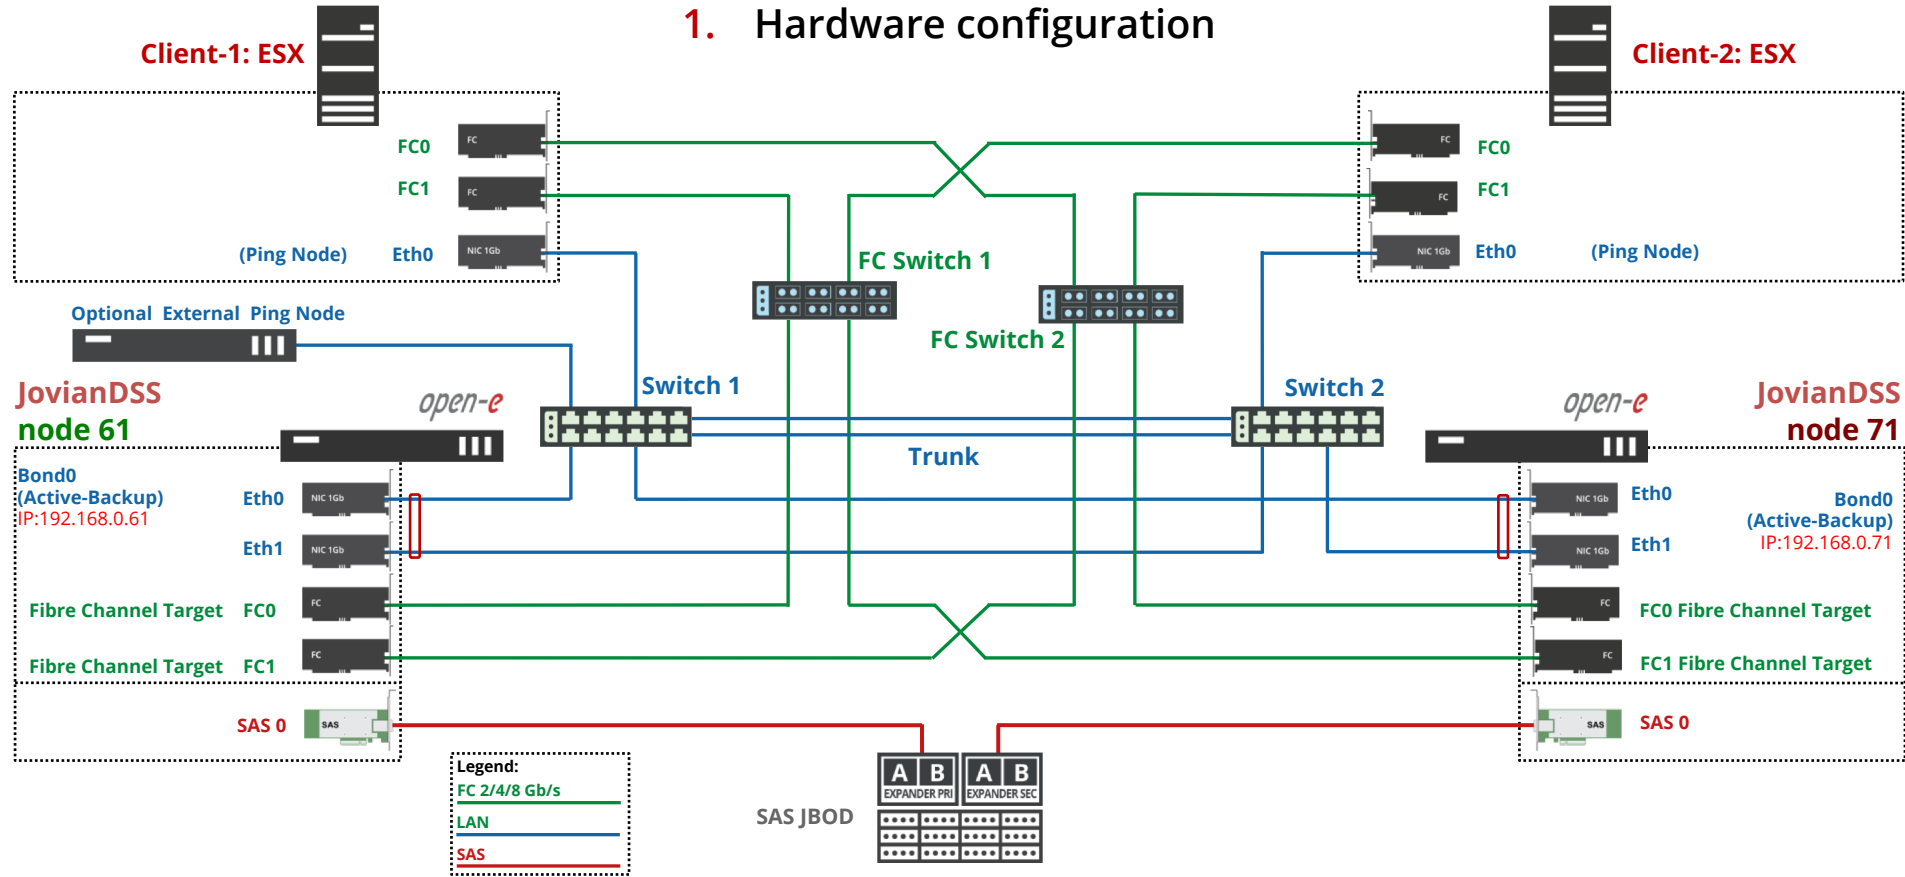 1. Hardware configuration
Client-1: ESX
Client-2: ESX
FC0
FC
FC1
FC
(Ping Node) Eth0
NIC 1Gb
FC
FC0
FC
FC1
NIC 1Gb
Eth0 (Ping Node)
FC Switch 1
FC Switch 2
Optional External Ping Node
Switch 1
Switch 2
Trunk
JovianDSS
node 61
open-e
Bond0
(Active-Backup)
IP:192.168.0.61
Eth0
NIC 1Gb
Eth1
NIC 1Gb
Fibre Channel Target FC0
FC
Fibre Channel Target FC1
FC
SAS 0
SAS
open-e
JovianDSS
node 71
NIC 1Gb
Eth0
Bond0
(Active-Backup)
IP:192.168.0.71
NIC 1Gb
Eth1
FC
FC0 Fibre Channel Target
FC
FC1 Fibre Channel Target
SAS
SAS 0
Legend:
FC 2/4/8 Gb/s
LAN
SAS
SAS JBOD
A B
EXPANDER PRI
A B
EXPANDER SEC